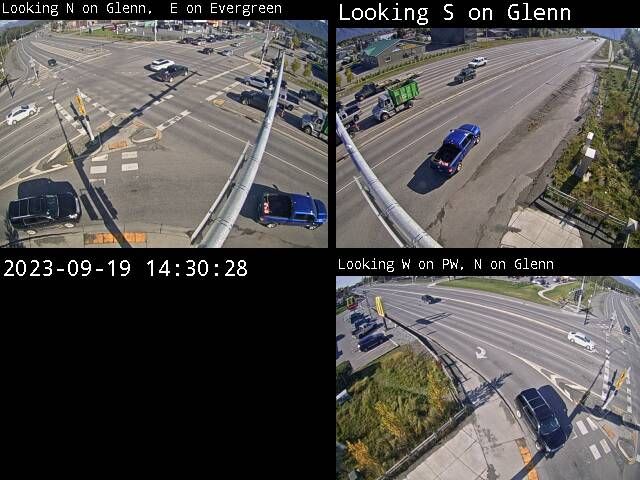 Looking N on Glenn,  E on Evergreen
Looking S on Glenn
2023-09-19 14:30:28
Looking W on PW, N on Glenn